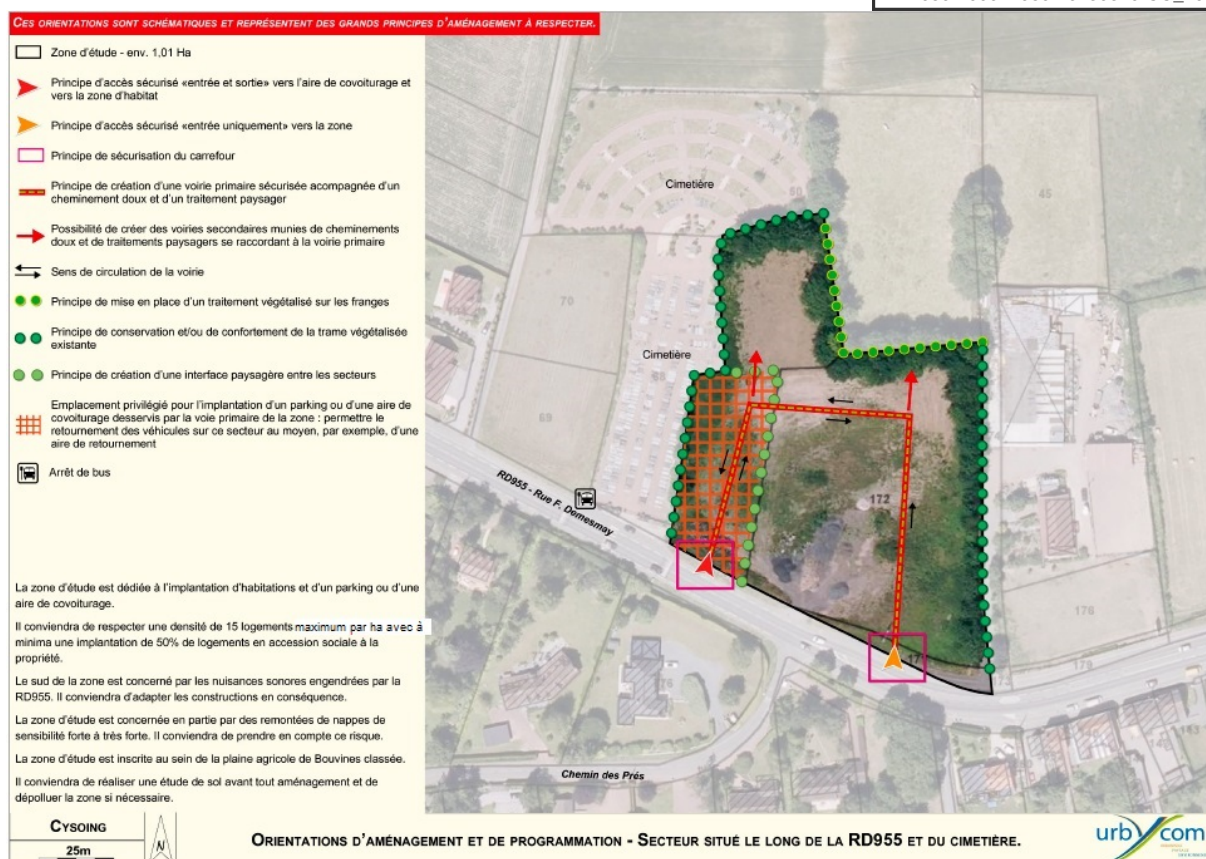 CES ORIENTATIONS SONT SCHÉMATIQUES ET REPRÉSENTENT DES GRANDS PRINCIPES D'AMÉNAGEMENT À RESPECTER.
Zone d'étude - env. 1,01 Ha
Principe d'accès sécurisé «entrée et sortie» vers l'aire de covoiturage et
vers la zone d'habitat
Principe d'accès sécurisé «entrée uniquement» vers la zone
Principe de sécurisation du carrefour
Principe de création d'une voirie primaire sécurisée acompagnée d'un
cheminement doux et d'un traitement paysager
Possibilité de créer des voiries secondaires munies de cheminements
doux et de traitements paysagers se raccordant à la voirie primaire
Sens de circulation de la voirie
Principe de mise en place d'un traitement végétalisé sur les franges
Principe de conservation et/ou de confortement de la trame végétalisée
existante
Principe de création d'une interface paysagère entre les secteurs
Emplacement privilégié pour l'implantation d'un parking ou d'une aire de
covoiturage desservis par la voie primaire de la zone : permettre le
retournement des véhicules sur ce secteur au moyen, par exemple, d'une
aire de retournement
Arrêt de bus
La zone d'étude est dédiée à l'implantation d'habitations et d'un parking ou d'une
aire de covoiturage.
Il conviendra de respecter une densité de 15 logements maximum par ha avec à
minima une implantation de 50% de logements en accession sociale à la
propriété.
Le sud de la zone est concerné par les nuisances sonores engendrées par la
RD955. Il conviendra d'adapter les constructions en conséquence.
La zone d'étude est concernée en partie par des remontées de nappes de
sensibilité forte à très forte. Il conviendra de prendre en compte ce risque.
La zone d'étude est inscrite au sein de la plaine agricole de Bouvines classée.
Il conviendra de réaliser une étude de sol avant tout aménagement et de
dépolluer la zone si nécessaire.
Cimetière
45
70
Cimetière
69
RD955 - Rue F. Demesmay
172
176
179
76
Chemin des Prés
CYSOING
25m
N
ORIENTATIONS D'AMÉNAGEMENT ET DE PROGRAMMATION - SECTEUR SITUÉ LE LONG DE LA RD955 ET DU CIMETIÈRE.
urbycom